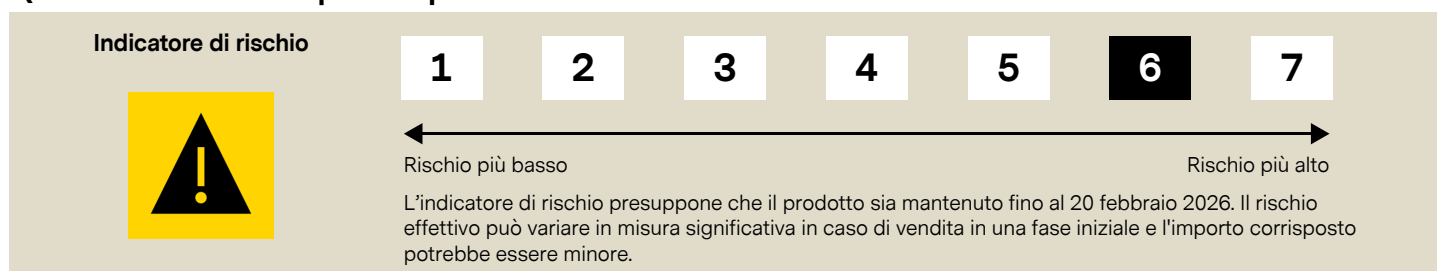 Indicatore di rischio
1 2 3 4 5 6 7
Rischio più basso Rischio più alto
L'indicatore di rischio presuppone che il prodotto sia mantenuto fino al 20 febbraio 2026. Il rischio
effettivo può variare in misura significativa in caso di vendita in una fase iniziale e l'importo corrisposto
potrebbe essere minore.